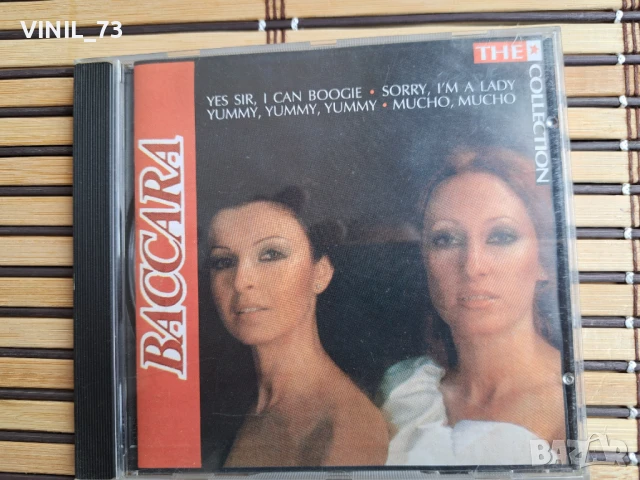 VINIL_73
THE
COLLECTION
YES SIR, I CAN BOOGIE • SORRY, I'M A LADY
YUMMY, YUMMY, YUMMY • MUCHO, MUCHO
BACCARA
BAZAR